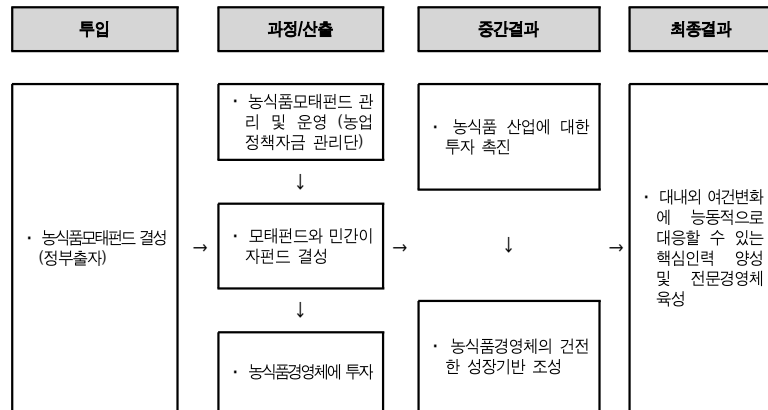 투입
과정/산출
중간결과
최종결과
· 농식품모태펀드 결성
(정부출자)
→
· 농식품모태펀드 관
리 및 운영 (농업
정책자금 관리단)
↓
· 모태펀드와 민간이
자펀드 결성
↓
· 농식품경영체에 투자
→
· 농식품 산업에 대한
투자 촉진
↓
· 농식품경영체의 건전
한 성장기반 조성
→
· 대내외 여건변화
에 능동적으로
대응할 수 있는
핵심인력 양성
및 전문경영체
육성